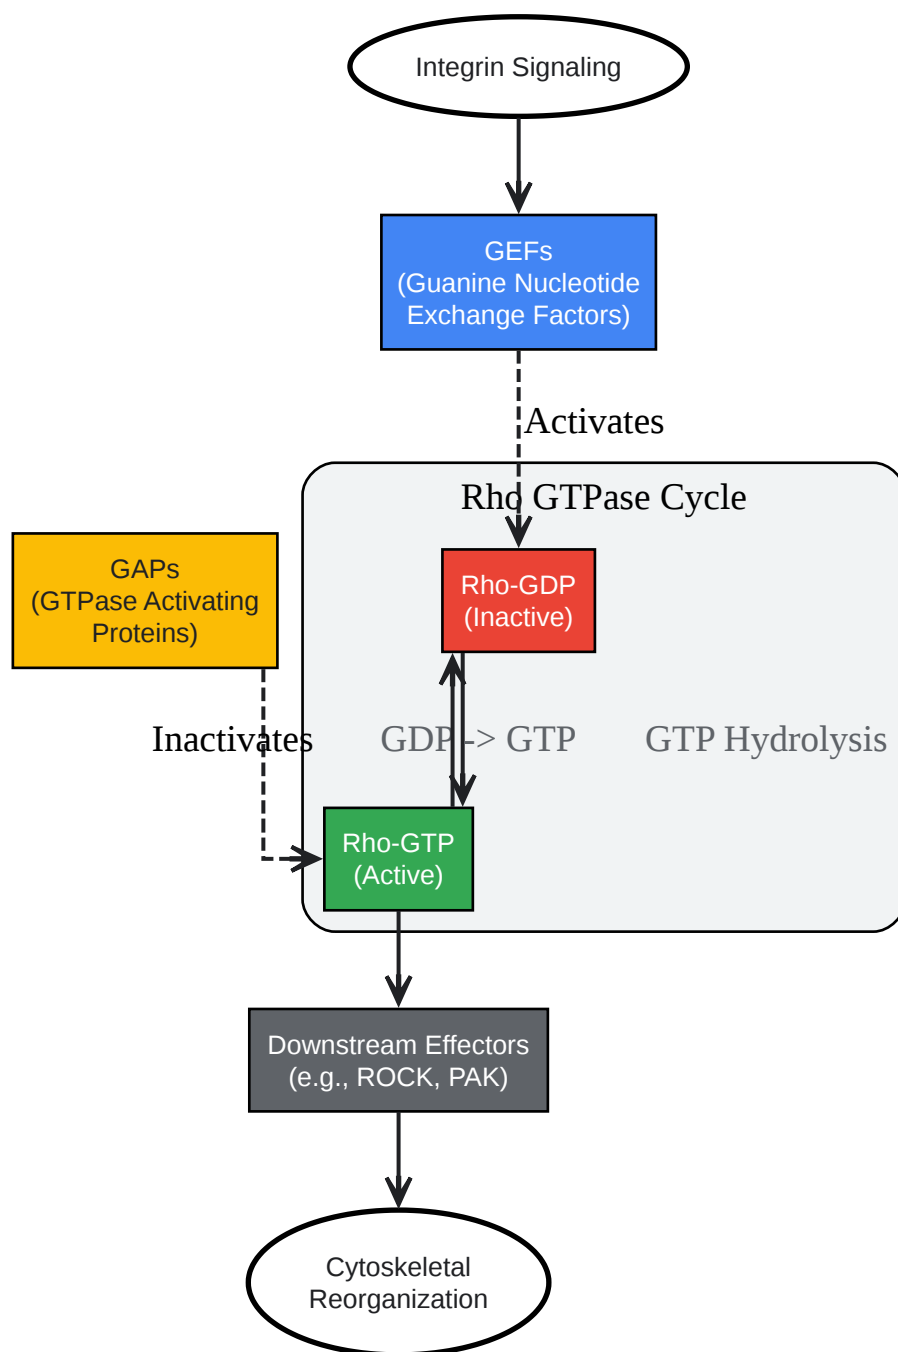 Integrin Signaling
GEFs
(Guanine Nucleotide
Exchange Factors)
Activates
Rho GTPase Cycle
GAPs
(GTPase Activating
Proteins)
Rho-GDP
(Inactive)
Inactivates
GDP -> GTP
GTP Hydrolysis
Rho-GTP
(Active)
Downstream Effectors
(e.g., ROCK, PAK)
Cytoskeletal
Reorganization